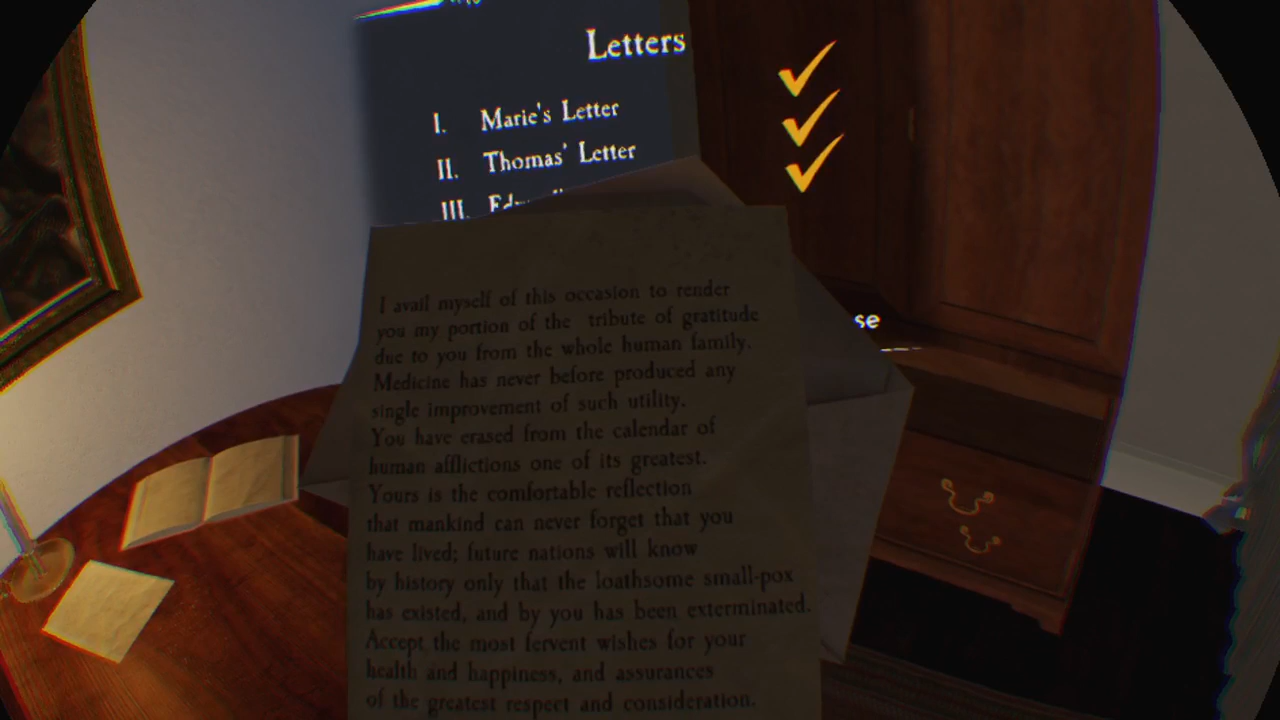 Letters
I. Marie's Letter
II. Thomas' Letter
III.
I avail myself of this occasion to render
you my portion of the tribute of gratitude
due to you from the whole human family.
Medicine has never before produced any
single improvement of such utility.
You have erased from the calendar of
human afflictions one of its greatest.
Yours is the comfortable reflection
that mankind can never forget that you
have lived; future nations will know
by history only that the loathsome small-pox
has existed, and by you has been exterminated.
Accept the most fervent wishes for your
health and happiness, and assurances
of the greatest respect and consideration.
se